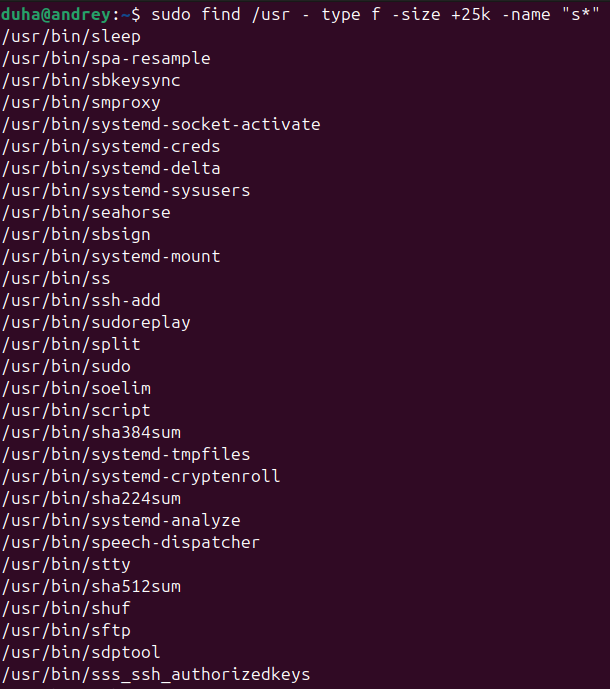 duha@andrey:~$ sudo find /usr - type f -size +25k -name "s*"
/usr/bin/sleep
/usr/bin/spa-resample
/usr/bin/sbkeysync
/usr/bin/smproxy
/usr/bin/systemd-socket-activate
/usr/bin/systemd-creds
/usr/bin/systemd-delta
/usr/bin/systemd-sysusers
/usr/bin/seahorse
/usr/bin/sbsign
/usr/bin/systemd-mount
/usr/bin/ss
/usr/bin/ssh-add
/usr/bin/sudoreplay
/usr/bin/split
/usr/bin/sudo
/usr/bin/soelim
/usr/bin/script
/usr/bin/sha384sum
/usr/bin/systemd-tmpfiles
/usr/bin/systemd-cryptenroll
/usr/bin/sha224sum
/usr/bin/systemd-analyze
/usr/bin/speech-dispatcher
/usr/bin/stty
/usr/bin/sha512sum
/usr/bin/shuf
/usr/bin/sftp
/usr/bin/sdptool
/usr/bin/sss_ssh_authorizedkeys